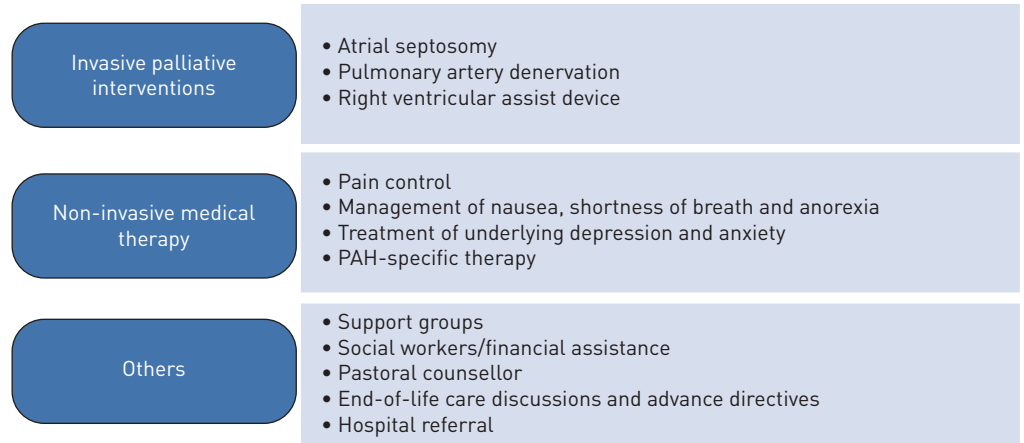 Invasive palliative
interventions
• Atrial septosomy
• Pulmonary artery denervation
• Right ventricular assist device
Non-invasive medical
therapy
• Pain control
• Management of nausea, shortness of breath and anorexia
• Treatment of underlying depression and anxiety
• PAH-specific therapy
Others
• Support groups
• Social workers/financial assistance
• Pastoral counsellor
• End-of-life care discussions and advance directives
• Hospital referral